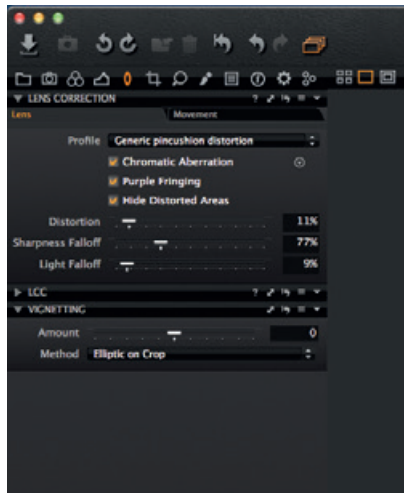 LENS CORRECTION
Lens Movement
Profile Generic pincushion distortion
Chromatic Aberration
Purple Fringing
Hide Distorted Areas
Distortion 11%
Sharpness Falloff 77%
Light Falloff 9%
LCC
VIGNETTING
Amount 0
Method Elliptic on Crop